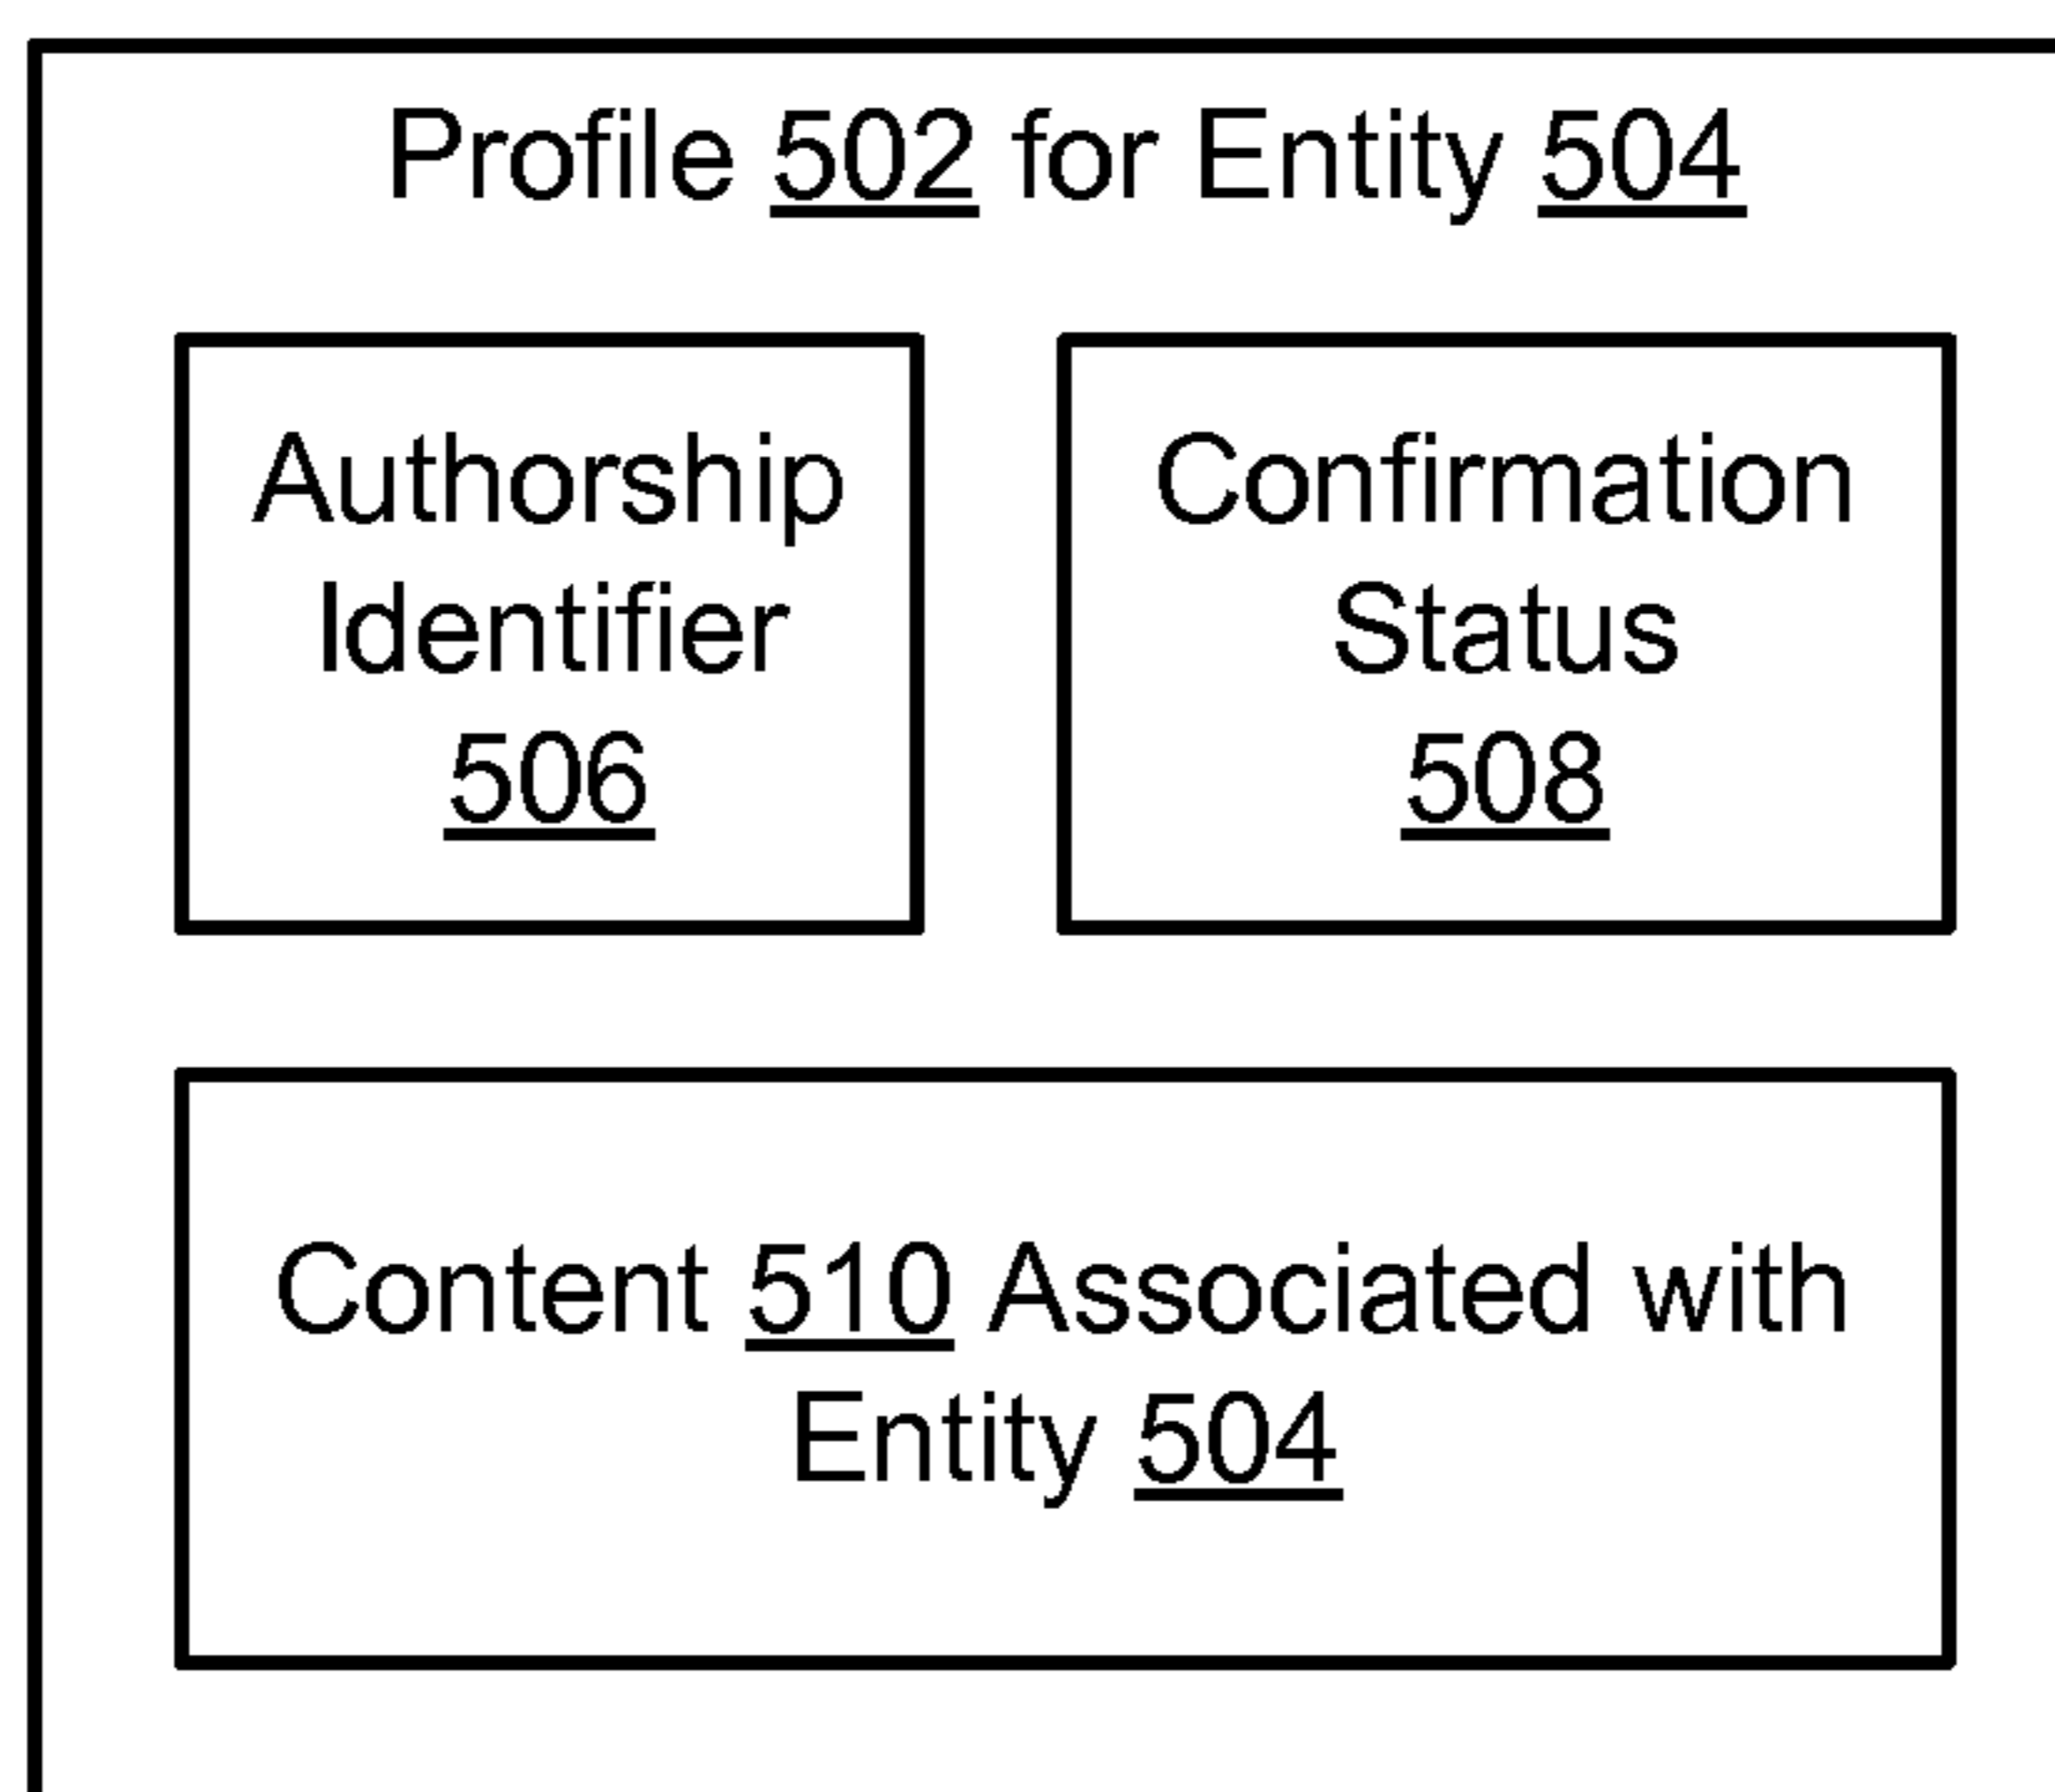 Profile 502 for Entity 504
Authorship
Identifier
506
Confirmation
Status
508
Content 510 Associated with
Entity 504